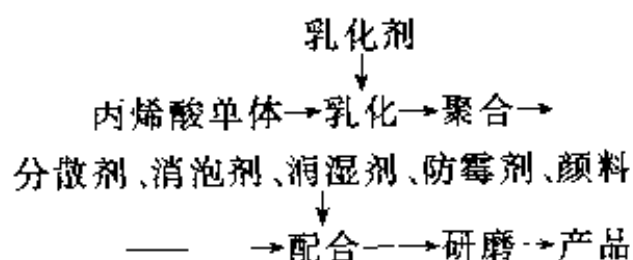 乳化剂
丙烯酸单体→乳化→聚合→
分散剂、消泡剂、润湿剂、防霉剂、颜料
→配合→研磨→产品